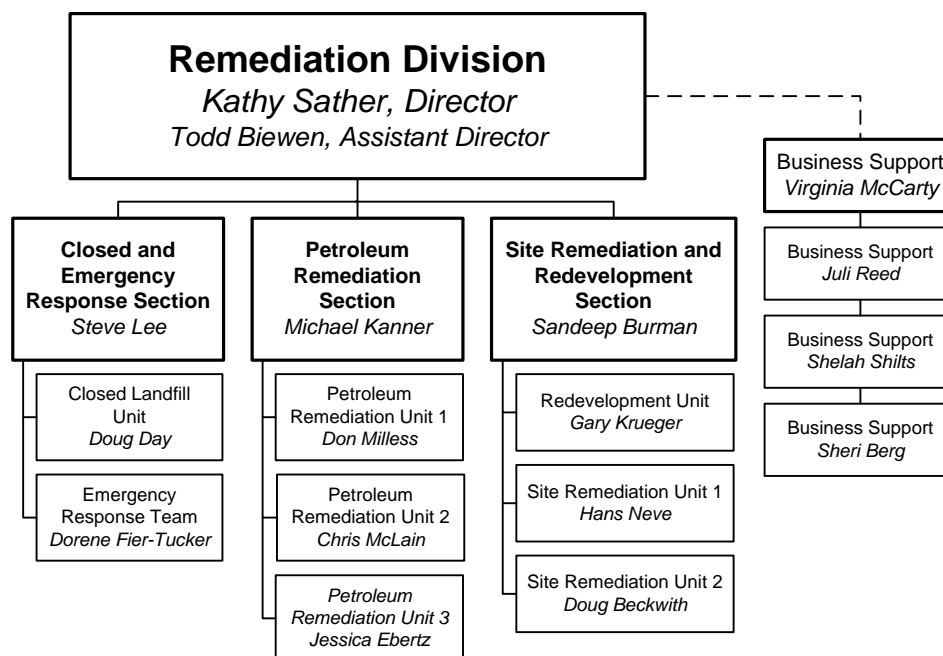 Remediation Division
Kathy Sather, Director
Todd Biewen, Assistant Director
Business Support
Virginia McCarty
Business Support
Juli Reed
Business Support
Shelah Shilts
Business Support
Sheri Berg
Closed and
Emergency
Response Section
Steve Lee
Closed Landfill
Unit
Doug Day
Emergency
Response Team
Dorene Fier-Tucker
Petroleum
Remediation
Section
Michael Kanner
Petroleum
Remediation Unit 1
Don Milless
Petroleum
Remediation Unit 2
Chris McLain
Petroleum
Remediation Unit 3
Jessica Ebertz
Site Remediation and
Redevelopment
Section
Sandeep Burman
Redevelopment Unit
Gary Krueger
Site Remediation Unit 1
Hans Neve
Site Remediation Unit 2
Doug Beckwith